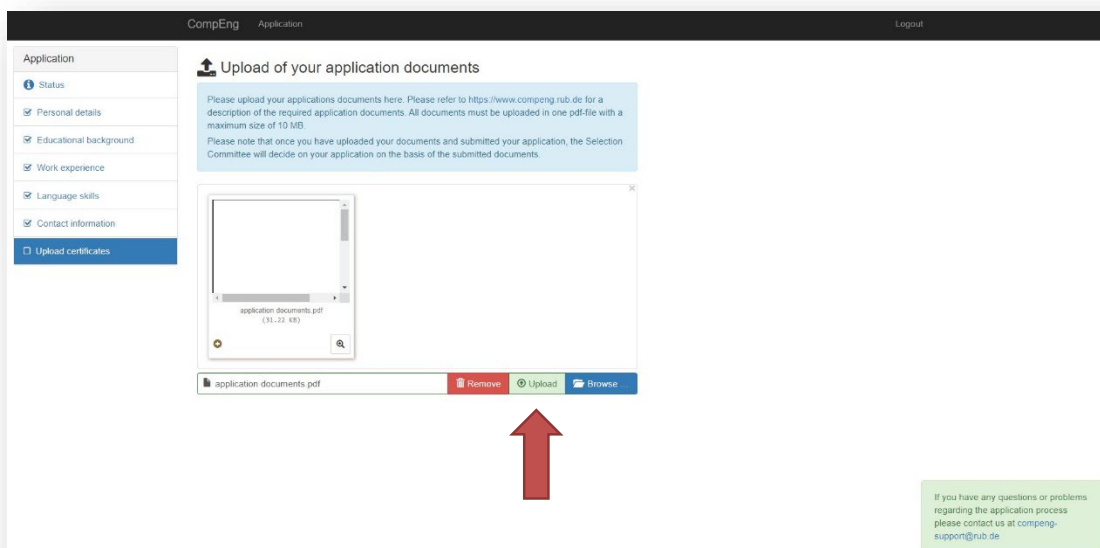 CompEng Application Logout
Application
Status
Personal details
Educational background
Work experience
Language skills
Contact information
Upload certificates
Upload of your application documents
Please upload your applications documents here. Please refer to https://www.compeng.rub.de for a
description of the required application documents. All documents must be uploaded in one pdf-file with a
maximum size of 10 MB.
Please note that once you have uploaded your documents and submitted your application, the Selection
Committee will decide on your application on the basis of the submitted documents.
application documents.pdf
(31.22 KB)
application documents.pdf Remove Upload Browse ...
If you have any questions or problems
regarding the application process
please contact us at compeng-
support@rub.de